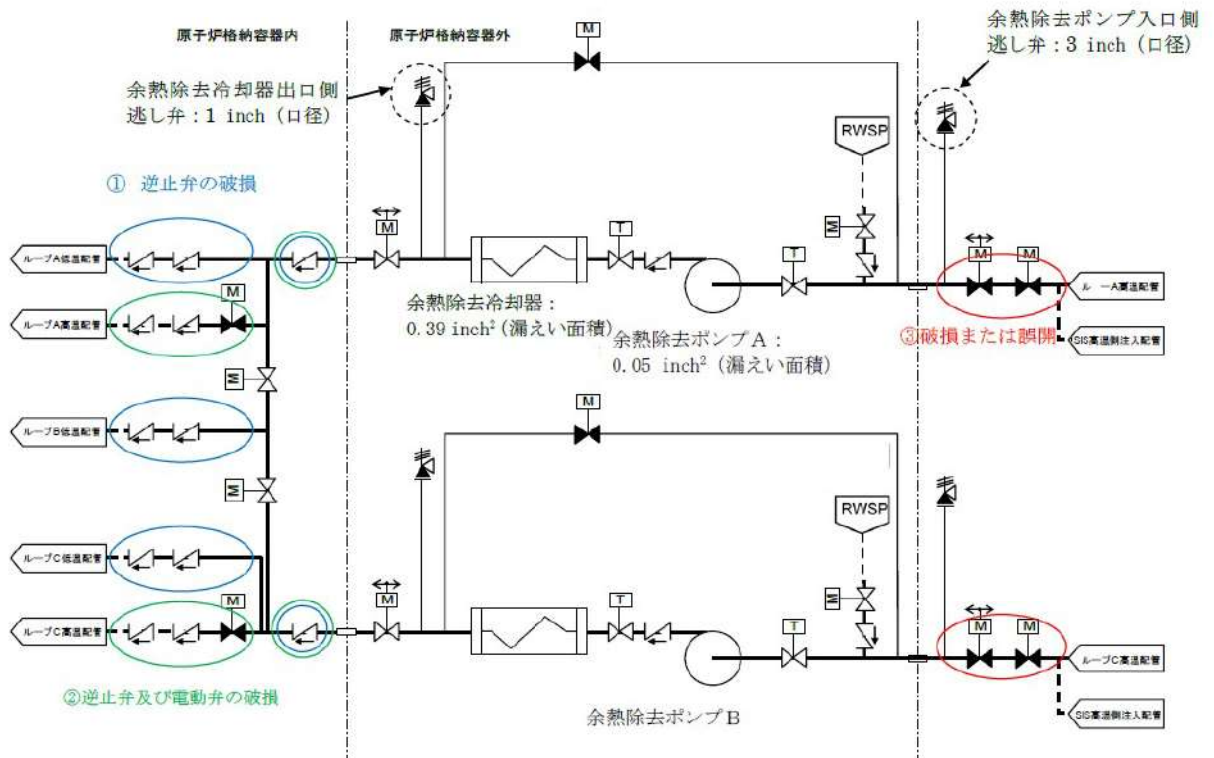 原子炉格納容器内
原子炉格納容器外
余熱除去ポンプ入口側
逃し弁：3 inch（口径）
余熱除去冷却器出口側
逃し弁：1 inch（口径）
M
RWSP
① 逆止弁の破損
M
T
M
T
M
M
ループA低温配管
ループA高温配管
M
余熱除去冷却器：
0.39 inch²（漏えい面積）
余熱除去ポンプA：
0.05 inch²（漏えい面積）
③破損または誤開
ル ーA高温配管
SIS高温側注入配管
M
ループB低温配管
M
M
RWSP
ループC低温配管
M
ループC高温配管
M
T
M
T
M
M
ループC高温配管
SIS高温側注入配管
②逆止弁及び電動弁の破損
余熱除去ポンプB